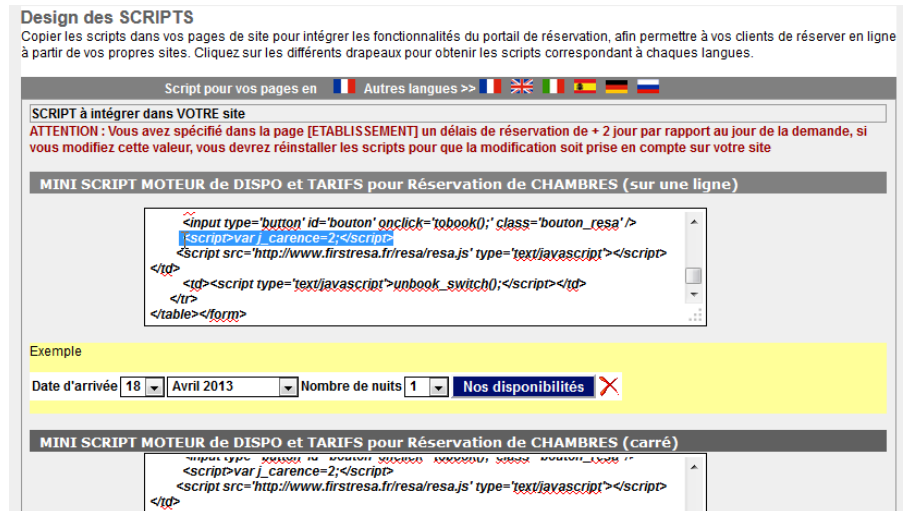 Design des SCRIPTS
Copier les scripts dans vos pages de site pour intégrer les fonctionnalités du portail de réservation, afin permettre à vos clients de réserver en ligne
à partir de vos propres sites. Cliquez sur les différents drapeaux pour obtenir les scripts correspondant à chaques langues.
Script pour vos pages en Autres langues >>
SCRIPT à intégrer dans VOTRE site
ATTENTION : Vous avez spécifié dans la page [ETABLISSEMENT] un délais de réservation de + 2 jour par rapport au jour de la demande, si
vous modifiez cette valeur, vous devrez réinstaller les scripts pour que la modification soit prise en compte sur votre site
MINI SCRIPT MOTEUR de DISPO et TARIFS pour Réservation de CHAMBRES (sur une ligne)
<input type='button' id='bouton' onclick='tobook();' class='bouton_resa' />
<script>var j_carence=2;</script>
<script src='http://www.firstresa.fr/resa/resa.js' type='text/javascript'></script>
</td>
<td><script type='text/javascript'>unbook_switch();</script></td>
</tr>
</table></form>
Exemple
Date d'arrivée 18 Avril 2013 Nombre de nuits 1 Nos disponibilités
MINI SCRIPT MOTEUR de DISPO et TARIFS pour Réservation de CHAMBRES (carré)
<input type='button' id='bouton' onclick='tobook();' class='bouton_resa' />
<script>var j_carence=2;</script>
<script src='http://www.firstresa.fr/resa/resa.js' type='text/javascript'></script>
</td>